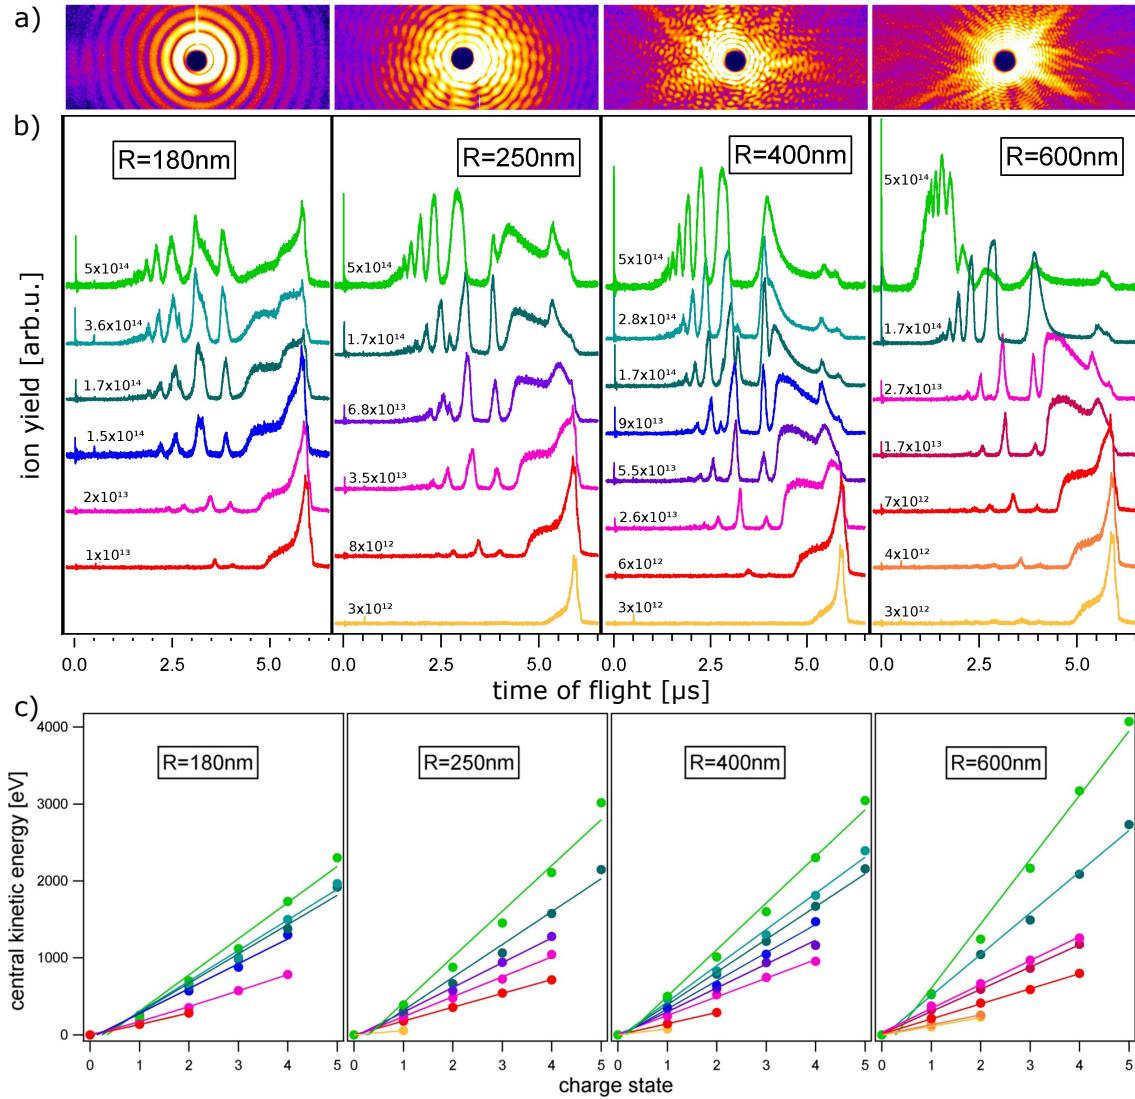 a)
b)
R=180nm
R=250nm
R=400nm
R=600nm
ion yield [arb.u.]
5x10¹⁴
3.6x10¹⁴
1.7x10¹⁴
1.5x10¹⁴
2x10¹³
1x10¹³
5x10¹⁴
1.7x10¹⁴
6.8x10¹³
3.5x10¹³
8x10¹²
3x10¹²
5x10¹⁴
2.8x10¹⁴
1.7x10¹⁴
9x10¹³
5.5x10¹³
2.6x10¹³
6x10¹²
3x10¹²
5x10¹⁴
1.7x10¹⁴
2.7x10¹³
1.7x10¹³
7x10¹²
4x10¹²
3x10¹²
0.0 2.5 5.0 0.0 2.5 5.0 0.0 2.5 5.0 0.0 2.5 5.0
time of flight [µs]
c)
R=180nm
R=250nm
R=400nm
R=600nm
central kinetic energy [eV]
4000
3000
2000
1000
0
0 1 2 3 4 5 0 1 2 3 4 5 0 1 2 3 4 5 0 1 2 3 4 5
charge state